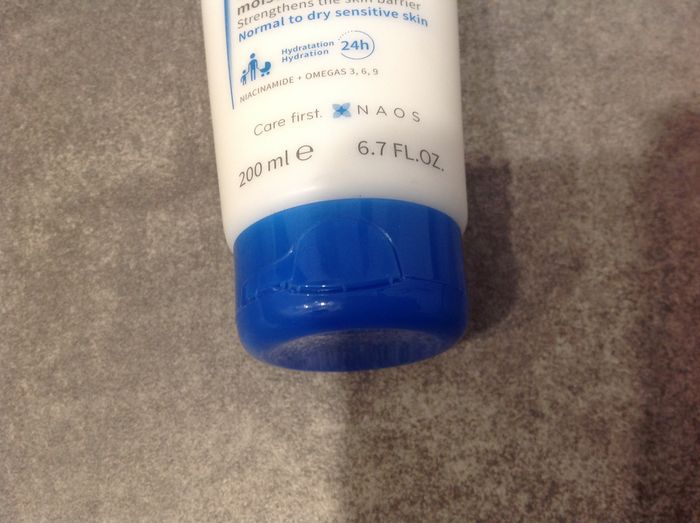 Strengthens the skin barrier
Normal to dry sensitive skin
Hydratation
Hydration
24h
NIACINAMIDE + OMEGAS 3, 6, 9
Care first. NAOS
200 ml ℮ 6.7 FL.OZ.